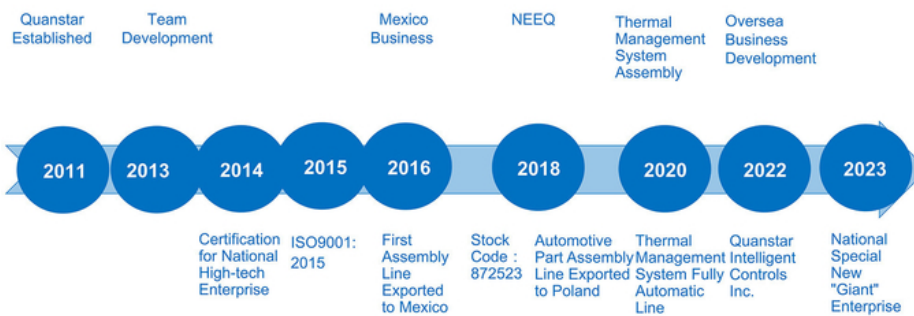 Quanstar
Established
Team
Development
Mexico
Business
NEEQ
Thermal
Management
System
Assembly
Oversea
Business
Development
2011
2013
2014
2015
2016
2018
2020
2022
2023
Certification
for National
High-tech
Enterprise
ISO9001:
2015
First
Assembly
Line
Exported
to Mexico
Stock
Code :
872523
Automotive
Part Assembly
Line Exported
to Poland
Thermal
Management
System Fully
Automatic
Line
Quanstar
Intelligent
Controls
Inc.
National
Special
New
"Giant"
Enterprise